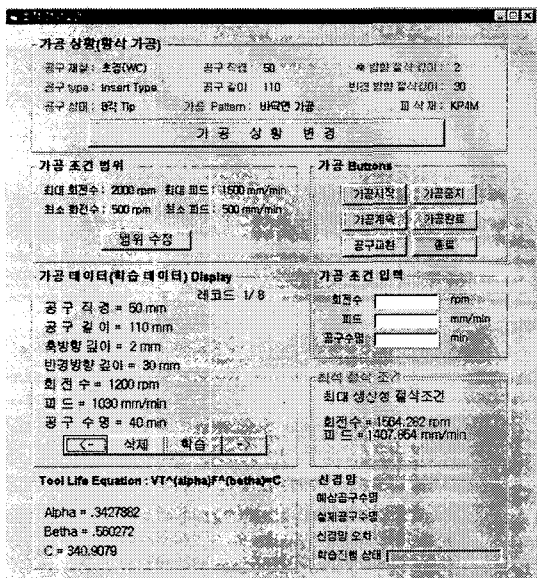 가공 상황(황삭 가공)
공구 재질 : 초경(WC) 공구 직경 : 50 축 방향 절삭 깊이 : 2
공구 type : Insert Type 공구 길이 : 110 반경 방향 절삭깊이 : 30
공구 상태 : 8각 Tip 가공 Pattern : 바닥면 가공 피 삭 재 : KP4M
가 공 상 황 변 경
가공 조건 범위
최대 회전수 : 2000 rpm 최대 피드 : 1500 mm/min
최소 회전수 : 500 rpm 최소 피드 : 500 mm/min
범위 수정
가공 Buttons
가공시작 가공중지
가공계속 가공완료
공구교환 종료
가공 데이터(학습 데이터) Display
레코드 1/ 8
공 구 직 경 = 50 mm
공 구 길 이 = 110 mm
축방향 깊이 = 2 mm
반경방향 깊이 = 30 mm
회 전 수 = 1200 rpm
피 드 = 1030 mm/min
공 구 수 명 = 40 min
<- 삭제 학습 ->
가공 조건 입력
회전수 rpm
피드 mm/min
공구수명 min
최적 절삭 조건
최대 생산성 절삭조건
회전수 = 1564.282 rpm
피 드 = 1407.654 mm/min
Tool Life Equation : VT^(alpha)F^(betha)=C
Alpha = .3427882
Betha = .560272
C = 340.9079
신경망
예상공구수명
실제공구수명
신경망 오차
학습진행 상태